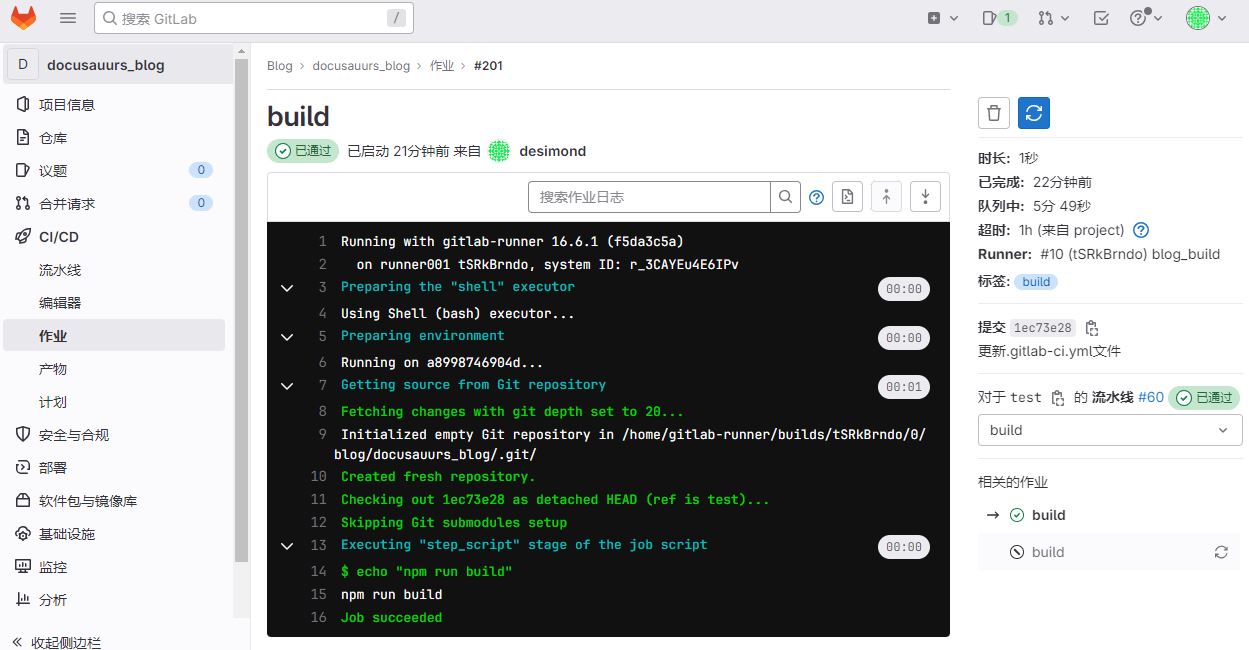 搜索 GitLab
/
1
D
docusauurs_blog
项目信息
仓库
议题
0
合并请求
0
CI/CD
流水线
编辑器
作业
产物
计划
安全与合规
部署
软件包与镜像库
基础设施
监控
分析
收起侧边栏
Blog › docusauurs_blog › 作业 › #201
build
已通过 已启动 21分钟前 来自 desimond
搜索作业日志
1 Running with gitlab-runner 16.6.1 (f5da3c5a)
2 on runner001 tSRkBrndo, system ID: r_3CAYEu4E6IPv
3 Preparing the "shell" executor
00:00
4 Using Shell (bash) executor...
5 Preparing environment
00:00
6 Running on a8998746904d...
7 Getting source from Git repository
00:01
8 Fetching changes with git depth set to 20...
9 Initialized empty Git repository in /home/gitlab-runner/builds/tSRkBrndo/0/
blog/docusauurs_blog/.git/
10 Created fresh repository.
11 Checking out 1ec73e28 as detached HEAD (ref is test)...
12 Skipping Git submodules setup
13 Executing "step_script" stage of the job script
00:00
14 $ echo "npm run build"
15 npm run build
16 Job succeeded
时长: 1秒
已完成: 22分钟前
队列中: 5分 49秒
超时: 1h (来自 project)
Runner: #10 (tSRkBrndo) blog_build
标签: build
提交 1ec73e28
更新.gitlab-ci.yml文件
对于 test 的 流水线 #60 已通过
build
相关的作业
→ build
build